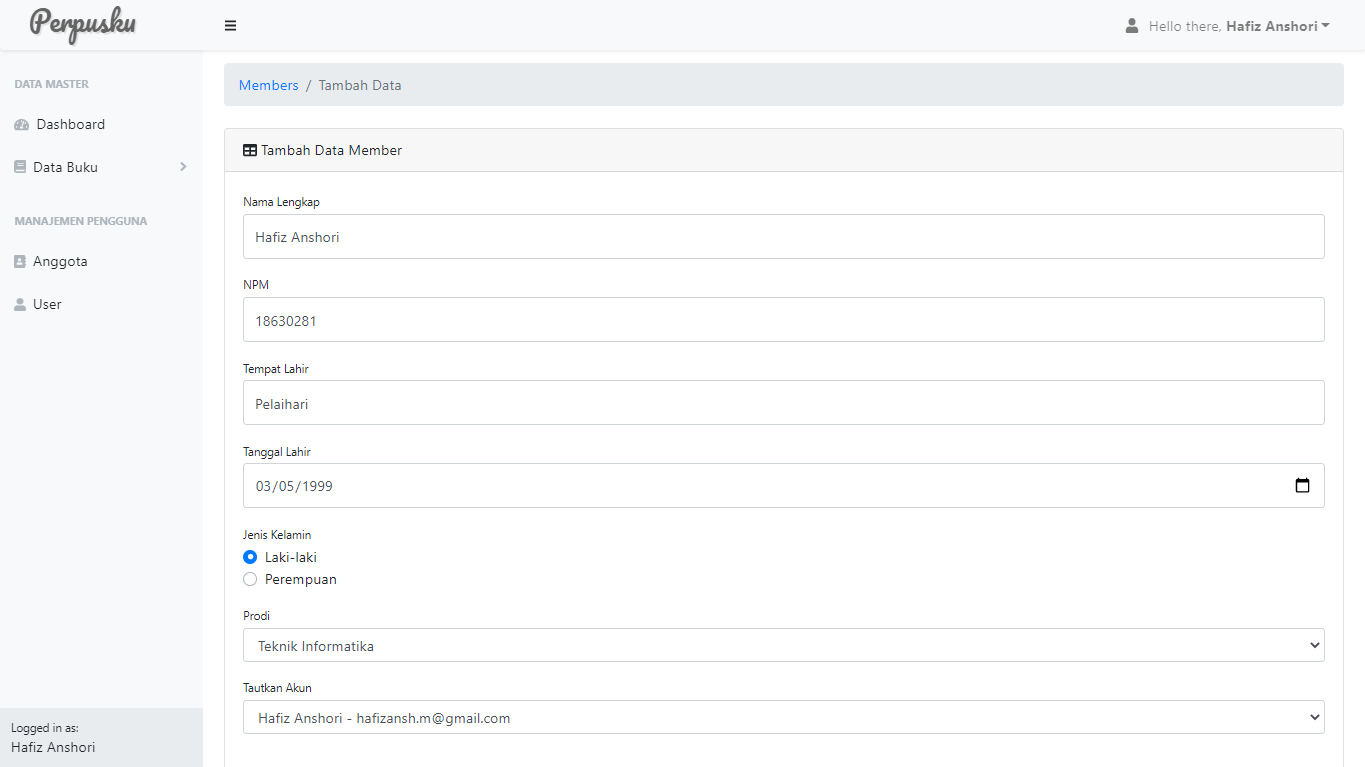 Perpusku
Hello there, Hafiz Anshori
DATA MASTER
Dashboard
Data Buku
MANAJEMEN PENGGUNA
Anggota
User
Logged in as:
Hafiz Anshori
Members / Tambah Data
Tambah Data Member
Nama Lengkap
Hafiz Anshori
NPM
18630281
Tempat Lahir
Pelaihari
Tanggal Lahir
03/05/1999
Jenis Kelamin
Laki-laki
Perempuan
Prodi
Teknik Informatika
Tautkan Akun
Hafiz Anshori - hafizansh.m@gmail.com